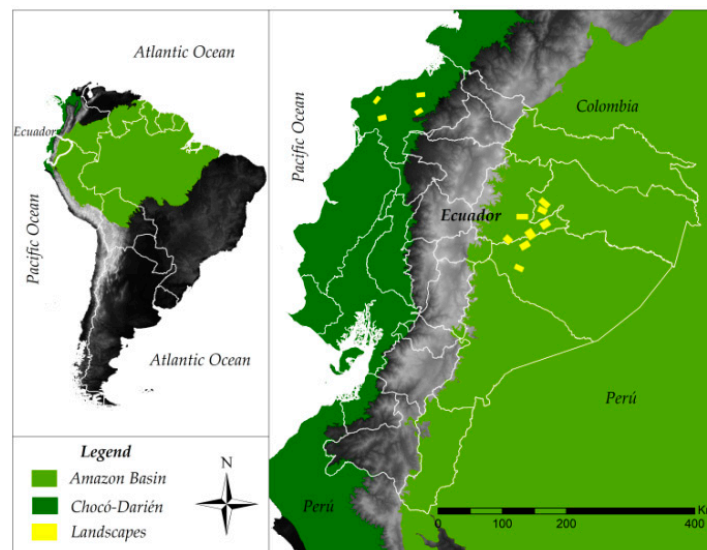 Atlantic Ocean
Ecuador
Pacific Ocean
Atlantic Ocean
Legend
Amazon Basin
Chocó-Darién
Landscapes
N
Pacific Ocean
Colombia
Ecuador
Perú
Perú
0 100 200 400